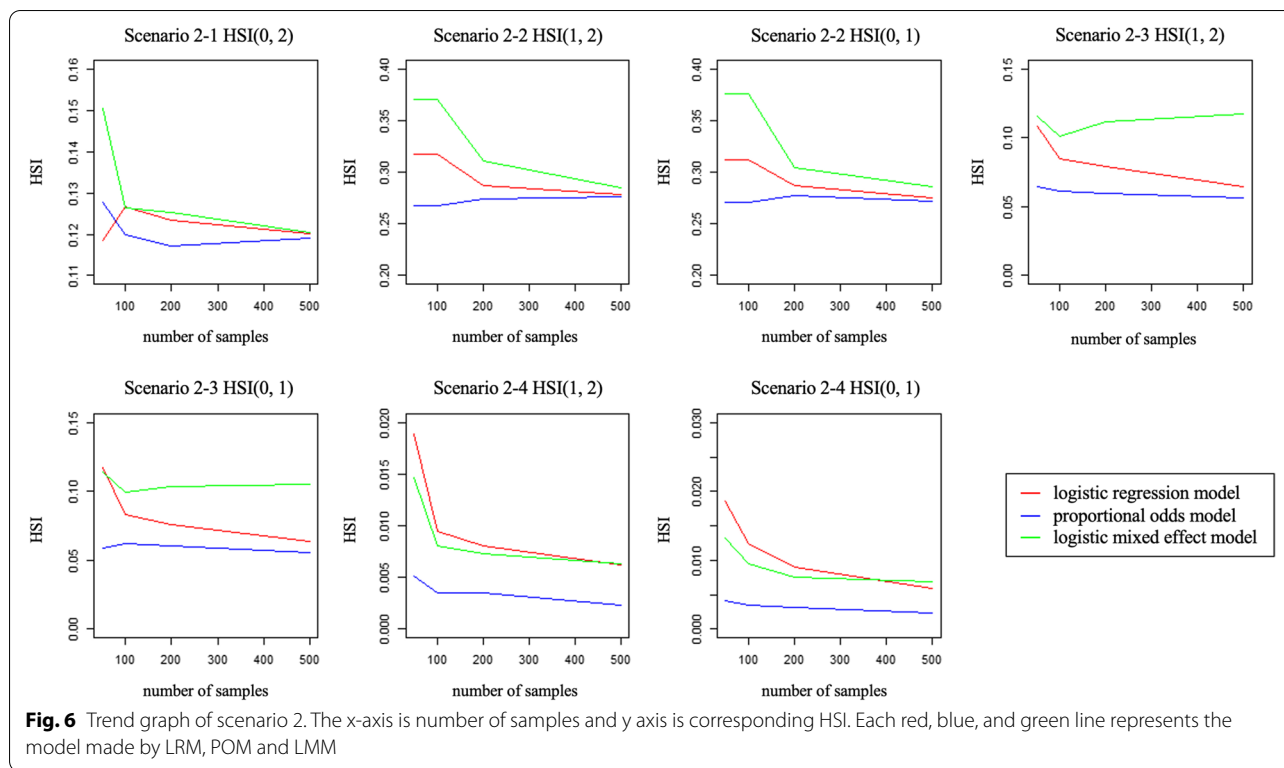 Scenario 2-1 HSI(0, 2)
HSI
0.16
0.15
0.14
0.13
0.12
0.11
100 200 300 400 500
number of samples
Scenario 2-2 HSI(1, 2)
HSI
0.40
0.35
0.30
0.25
0.20
100 200 300 400 500
number of samples
Scenario 2-2 HSI(0, 1)
HSI
0.40
0.35
0.30
0.25
0.20
100 200 300 400 500
number of samples
Scenario 2-3 HSI(1, 2)
HSI
0.15
0.10
0.05
0.00
100 200 300 400 500
number of samples
Scenario 2-3 HSI(0, 1)
HSI
0.15
0.10
0.05
0.00
100 200 300 400 500
number of samples
Scenario 2-4 HSI(1, 2)
HSI
0.020
0.015
0.010
0.005
0.000
100 200 300 400 500
number of samples
Scenario 2-4 HSI(0, 1)
HSI
0.030
0.020
0.010
0.000
100 200 300 400 500
number of samples
logistic regression model
proportional odds model
logistic mixed effect model
Fig. 6 Trend graph of scenario 2. The x-axis is number of samples and y axis is corresponding HSI. Each red, blue, and green line represents the
model made by LRM, POM and LMM